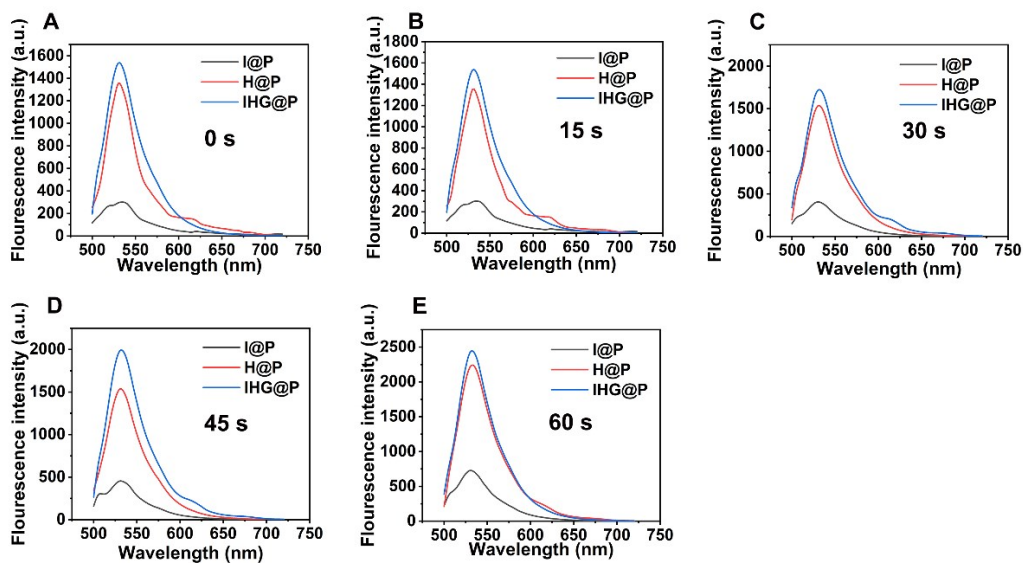 A
Flourescence intensity (a.u.)
1600
1400
1200
1000
800
600
400
200
0
I@P
H@P
IHG@P
0 s
500 550 600 650 700 750
Wavelength (nm)
B
Flourescence intensity (a.u.)
1800
1600
1400
1200
1000
800
600
400
200
0
I@P
H@P
IHG@P
15 s
500 550 600 650 700 750
Wavelength (nm)
C
Flourescence intensity (a.u.)
2000
1500
1000
500
0
I@P
H@P
IHG@P
30 s
500 550 600 650 700 750
Wavelength (nm)
D
Flourescence intensity (a.u.)
2000
1500
1000
500
0
I@P
H@P
IHG@P
45 s
500 550 600 650 700 750
Wavelength (nm)
E
Flourescence intensity (a.u.)
2500
2000
1500
1000
500
0
I@P
H@P
IHG@P
60 s
500 550 600 650 700 750
Wavelength (nm)